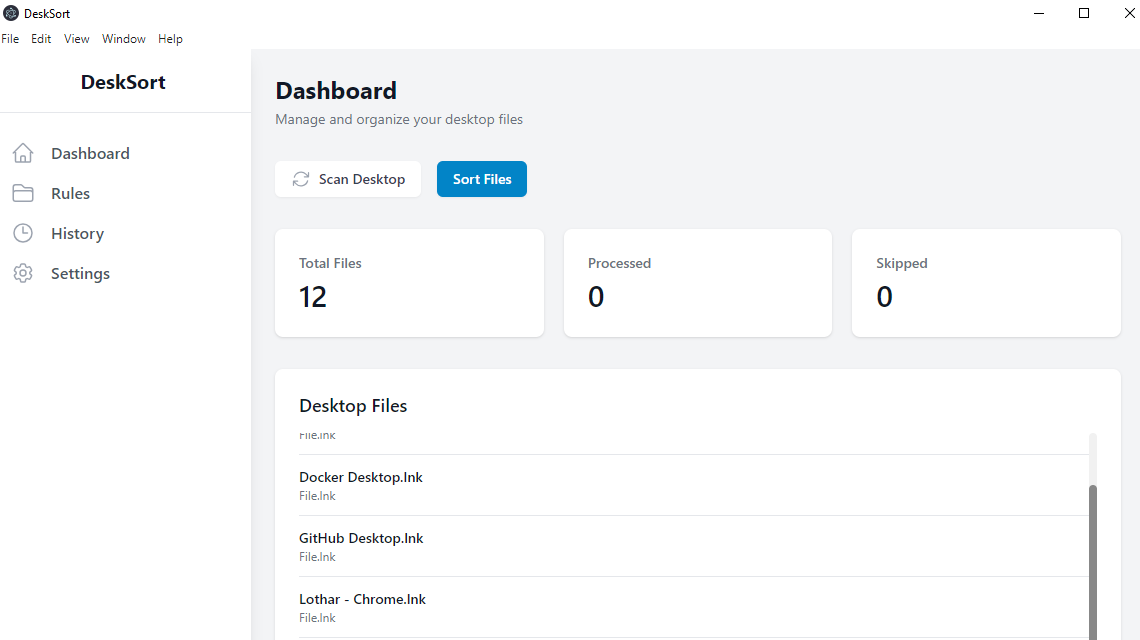 DeskSort
File Edit View Window Help
DeskSort
Dashboard
Rules
History
Settings
Dashboard
Manage and organize your desktop files
Scan Desktop
Sort Files
Total Files
12
Processed
0
Skipped
0
Desktop Files
File.lnk
Docker Desktop.lnk
File.lnk
GitHub Desktop.lnk
File.lnk
Lothar - Chrome.lnk
File.lnk